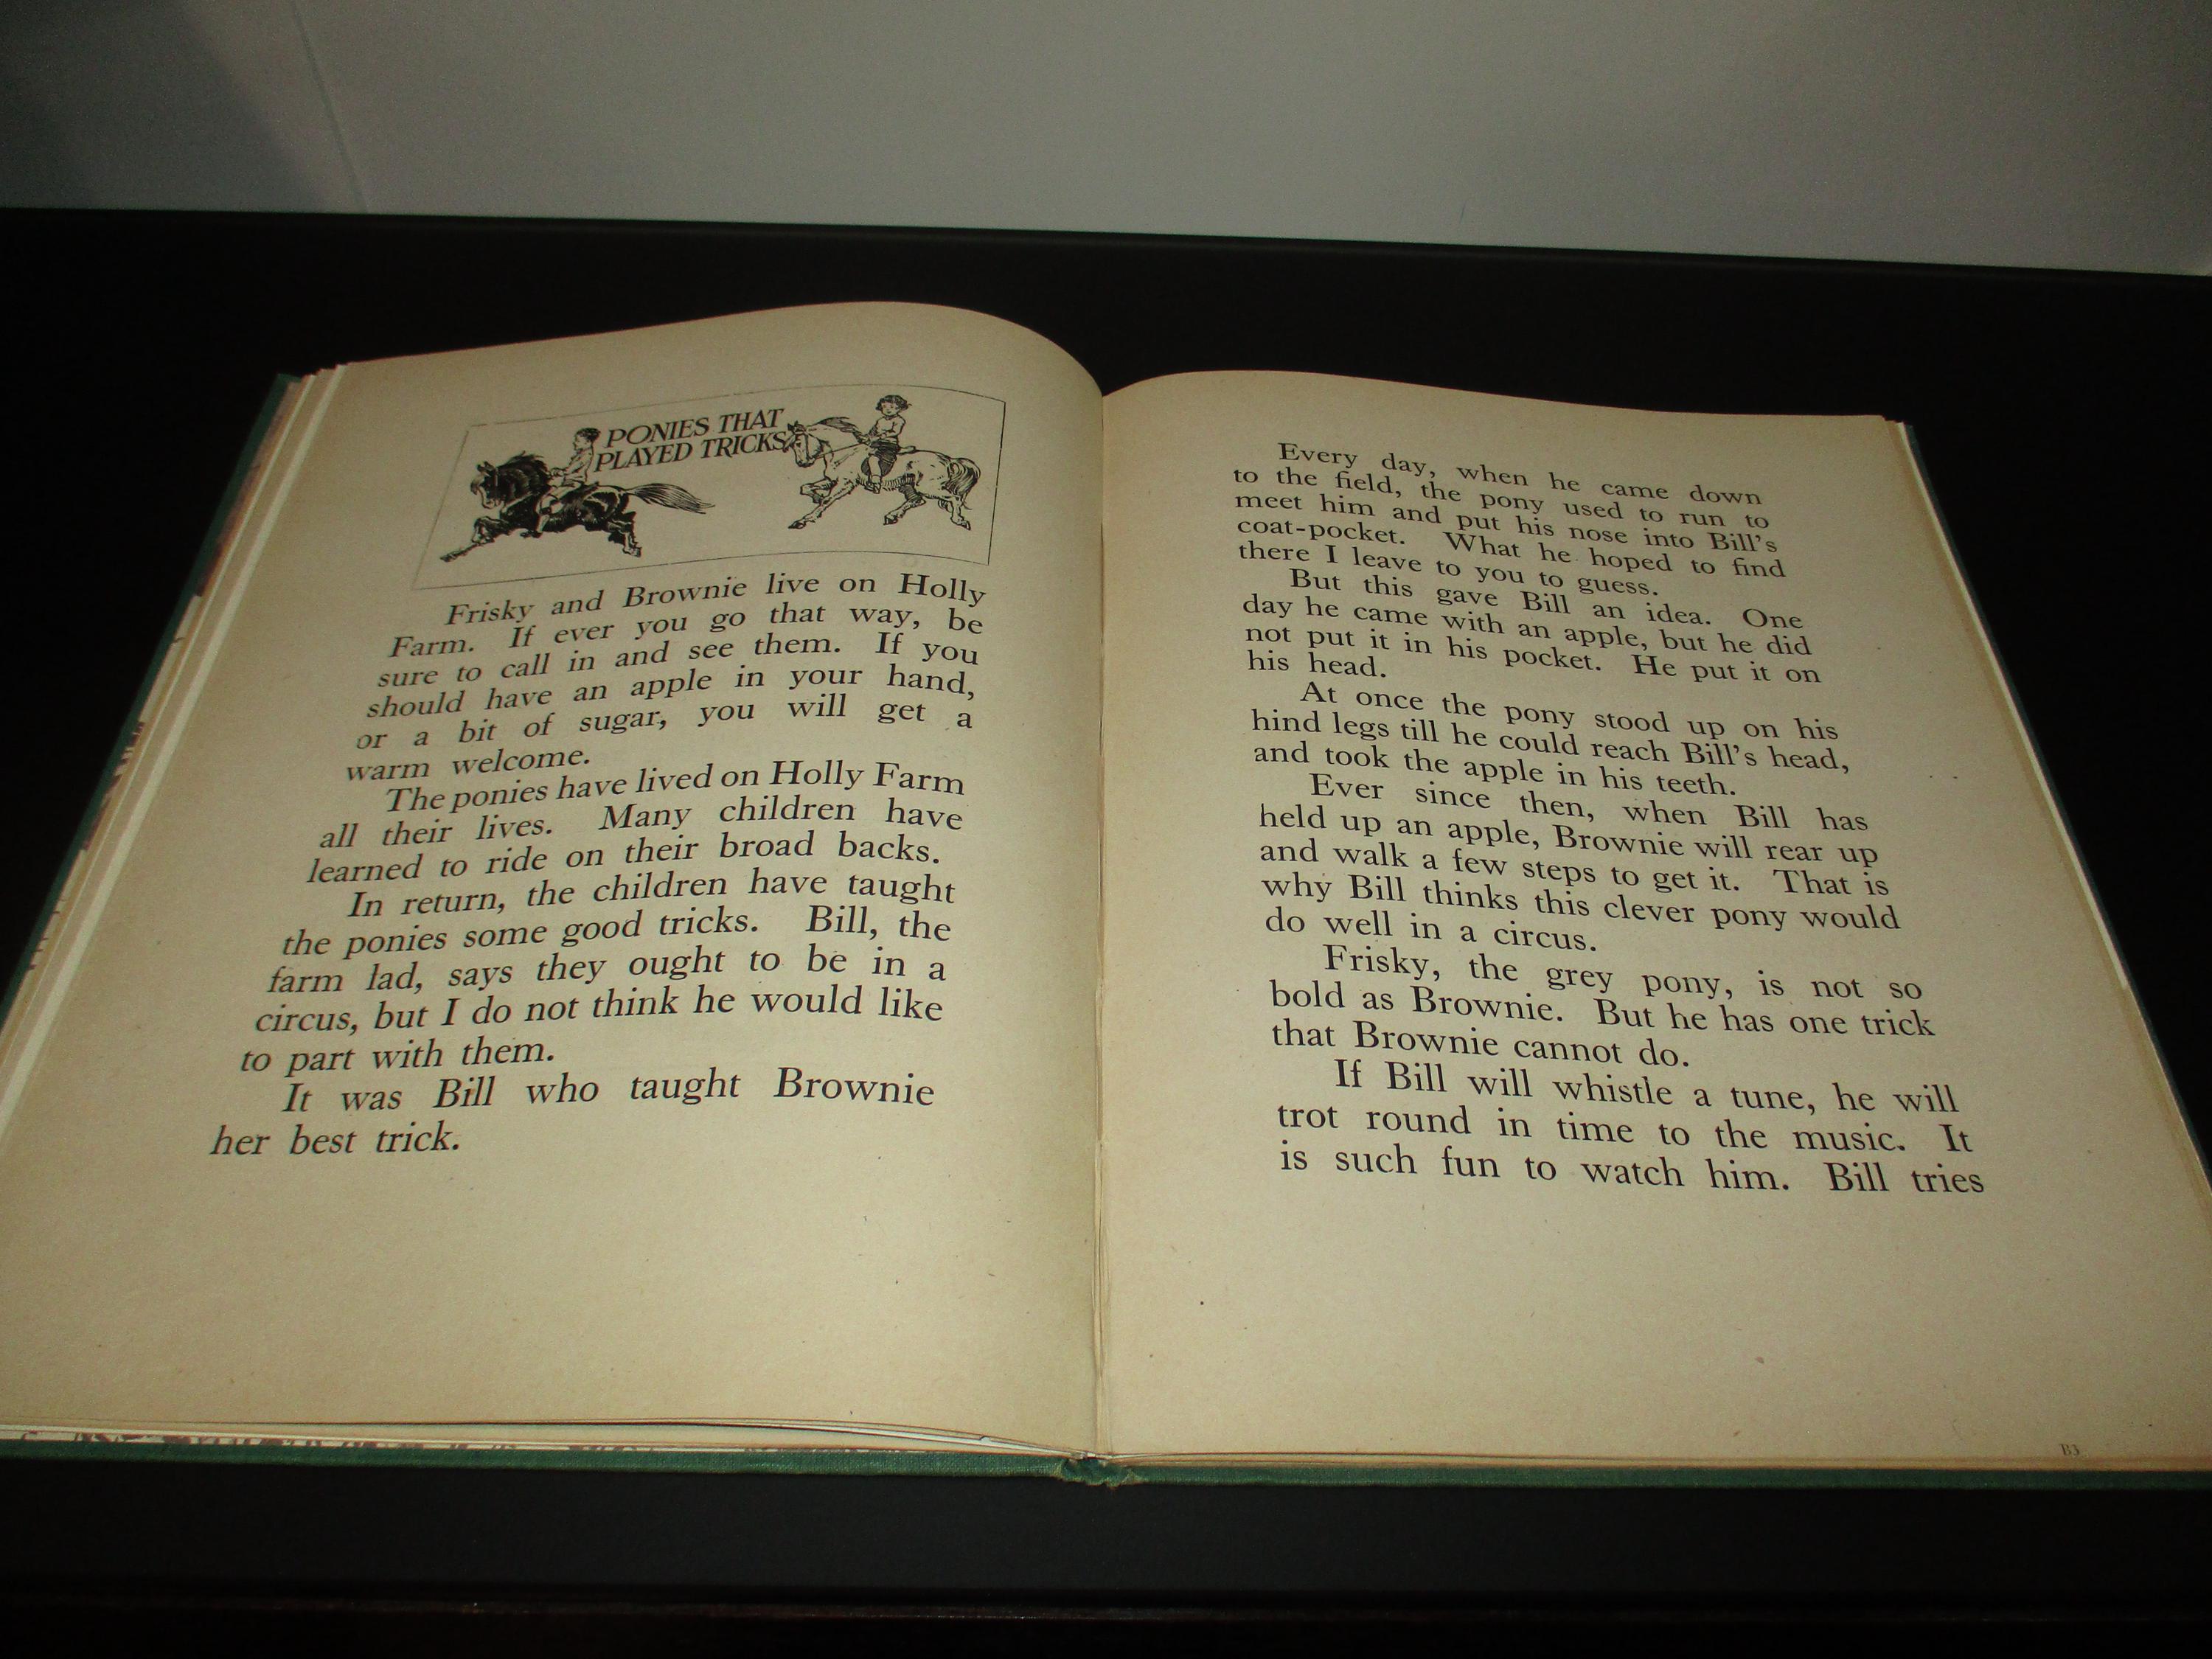 PONIES THAT
PLAYED TRICKS
Frisky and Brownie live on Holly
Farm. If ever you go that way, be
sure to call in and see them. If you
should have an apple in your hand,
or a bit of sugar, you will get a
warm welcome.
The ponies have lived on Holly Farm
all their lives. Many children have
learned to ride on their broad backs.
In return, the children have taught
the ponies some good tricks. Bill, the
farm lad, says they ought to be in a
circus, but I do not think he would like
to part with them.
It was Bill who taught Brownie
her best trick.
Every day, when he came down
to the field, the pony used to run to
meet him and put his nose into Bill's
coat-pocket. What he hoped to find
there I leave to you to guess.
But this gave Bill an idea. One
day he came with an apple, but he did
not put it in his pocket. He put it on
his head.
At once the pony stood up on his
hind legs till he could reach Bill's head,
and took the apple in his teeth.
Ever since then, when Bill has
held up an apple, Brownie will rear up
and walk a few steps to get it. That is
why Bill thinks this clever pony would
do well in a circus.
Frisky, the grey pony, is not so
bold as Brownie. But he has one trick
that Brownie cannot do.
If Bill will whistle a tune, he will
trot round in time to the music. It
is such fun to watch him. Bill tries
B3